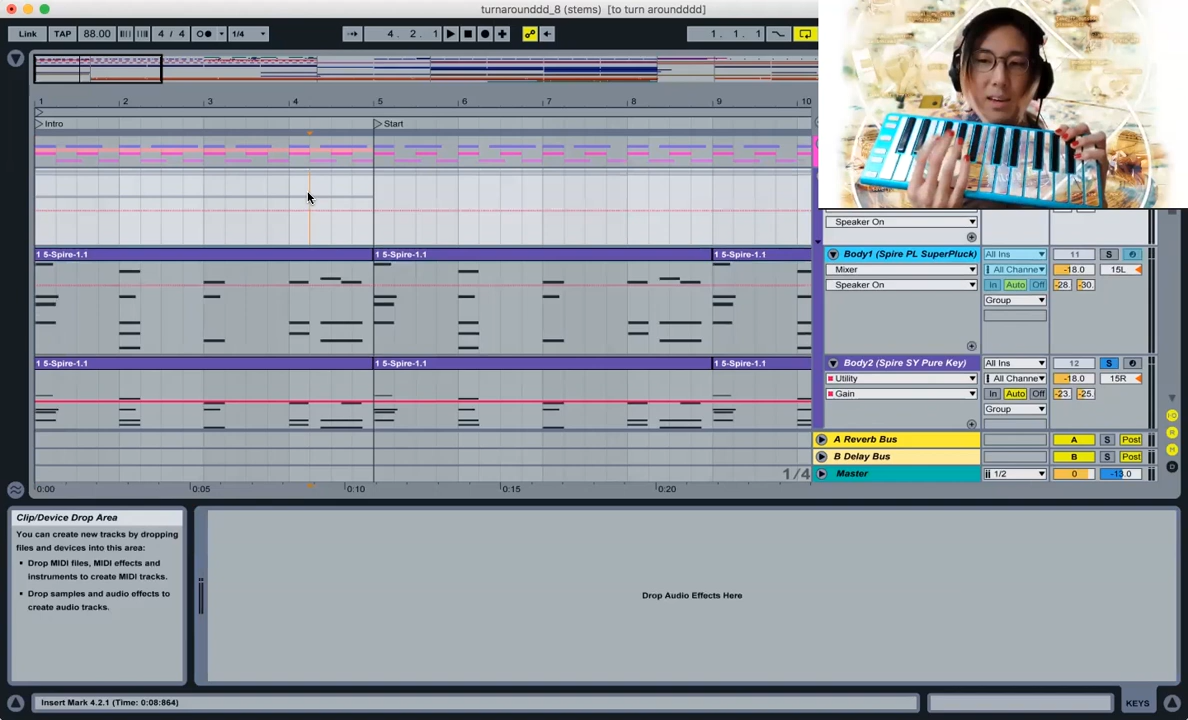 turnarounddd_8 (stems) [to turn arounddddd]
Link TAP 88.00 4 / 4 1/4 4. 2. 1 1. 1. 1
1 2 3 4 5 6 7 8 9 10
Intro Start
Speaker On
1 5-Spire-1.1 1 5-Spire-1.1 1 5-Spire-1.1 Body1 (Spire PL SuperPluck) All Ins 11 S
Mixer All Channe -18.0 15L
Speaker On In Auto Off -28. -30.
Group
1 5-Spire-1.1 1 5-Spire-1.1 1 5-Spire-1.1 Body2 (Spire SY Pure Key) All Ins 12 S
Utility All Channe -18.0 15R
Gain In Auto Off -23. -25.
Group
A Reverb Bus A S Post
B Delay Bus B S Post
1/4 Master 1/2 0 -13.0
0:00 0:05 0:10 0:15 0:20
Clip/Device Drop Area
You can create new tracks by dropping
files and devices into this area:
Drop MIDI files, MIDI effects and
instruments to create MIDI tracks.
Drop samples and audio effects to
create audio tracks.
Drop Audio Effects Here
Insert Mark 4.2.1 (Time: 0:08:864) KEYS